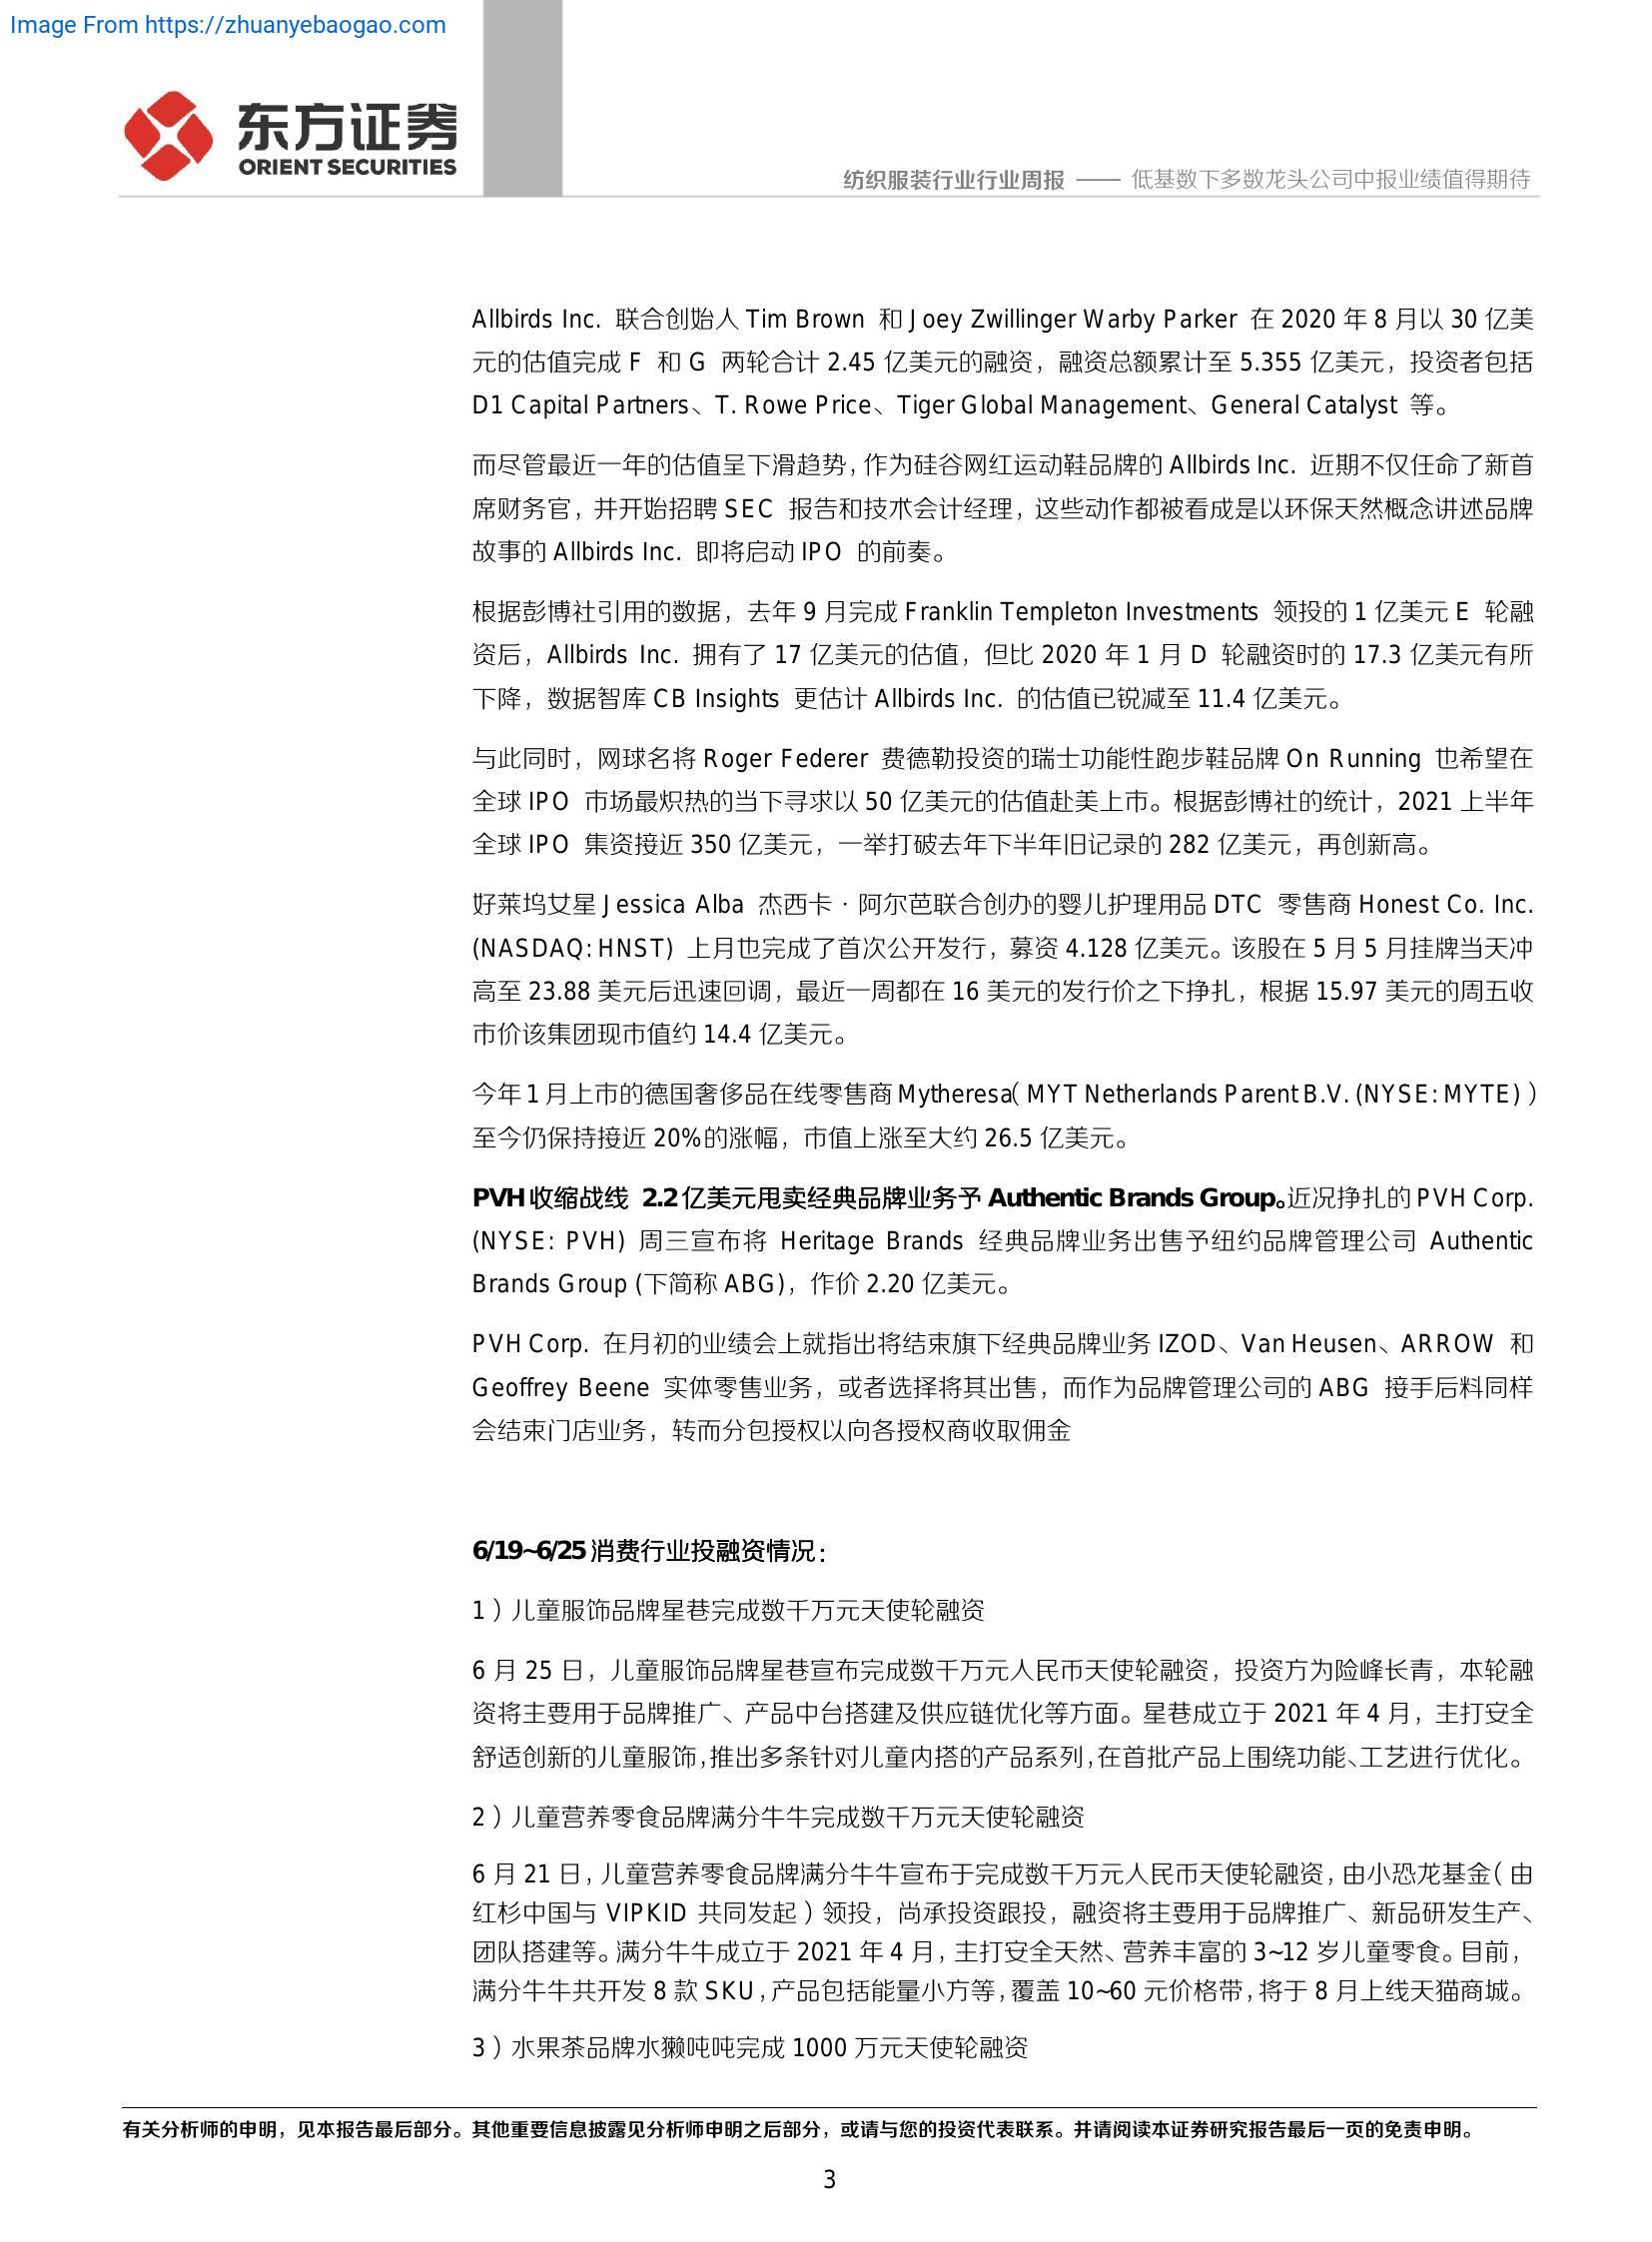 Image From https://zhuanyebaogao.com
东方证券
ORIENT SECURITIES
纺织服装行业行业周报 —— 低基数下多数龙头公司中报业绩值得期待
Allbirds Inc. 联合创始人 Tim Brown 和 Joey Zwillinger Warby Parker 在 2020 年 8 月以 30 亿美
元的估值完成 F 和 G 两轮合计 2.45 亿美元的融资，融资总额累计至 5.355 亿美元，投资者包括
D1 Capital Partners、T. Rowe Price、Tiger Global Management、General Catalyst 等。
而尽管最近一年的估值呈下滑趋势，作为硅谷网红运动鞋品牌的 Allbirds Inc. 近期不仅任命了新首
席财务官，并开始招聘 SEC 报告和技术会计经理，这些动作都被看成是以环保天然概念讲述品牌
故事的 Allbirds Inc. 即将启动 IPO 的前奏。
根据彭博社引用的数据，去年 9 月完成 Franklin Templeton Investments 领投的 1 亿美元 E 轮融
资后，Allbirds Inc. 拥有了 17 亿美元的估值，但比 2020 年 1 月 D 轮融资时的 17.3 亿美元有所
下降，数据智库 CB Insights 更估计 Allbirds Inc. 的估值已锐减至 11.4 亿美元。
与此同时，网球名将 Roger Federer 费德勒投资的瑞士功能性跑步鞋品牌 On Running 也希望在
全球 IPO 市场最炽热的当下寻求以 50 亿美元的估值赴美上市。根据彭博社的统计，2021 上半年
全球 IPO 集资接近 350 亿美元，一举打破去年下半年旧记录的 282 亿美元，再创新高。
好莱坞女星 Jessica Alba 杰西卡·阿尔芭联合创办的婴儿护理用品 DTC 零售商 Honest Co. Inc.
(NASDAQ:HNST) 上月也完成了首次公开发行，募资 4.128 亿美元。该股在 5 月 5 月挂牌当天冲
高至 23.88 美元后迅速回调，最近一周都在 16 美元的发行价之下挣扎，根据 15.97 美元的周五收
市价该集团现市值约 14.4 亿美元。
今年 1 月上市的德国奢侈品在线零售商 Mytheresa（MYT Netherlands Parent B.V. (NYSE:MYTE)）
至今仍保持接近 20%的涨幅，市值上涨至大约 26.5 亿美元。
PVH 收缩战线 2.2 亿美元甩卖经典品牌业务予 Authentic Brands Group。近况挣扎的 PVH Corp.
(NYSE: PVH) 周三宣布将 Heritage Brands 经典品牌业务出售予纽约品牌管理公司 Authentic
Brands Group (下简称 ABG)，作价 2.20 亿美元。
PVH Corp. 在月初的业绩会上就指出将结束旗下经典品牌业务 IZOD、Van Heusen、ARROW 和
Geoffrey Beene 实体零售业务，或者选择将其出售，而作为品牌管理公司的 ABG 接手后料同样
会结束门店业务，转而分包授权以向各授权商收取佣金
6/19~6/25 消费行业投融资情况：
1）儿童服饰品牌星巷完成数千万元天使轮融资
6 月 25 日，儿童服饰品牌星巷宣布完成数千万元人民币天使轮融资，投资方为险峰长青，本轮融
资将主要用于品牌推广、产品中台搭建及供应链优化等方面。星巷成立于 2021 年 4 月，主打安全
舒适创新的儿童服饰，推出多条针对儿童内搭的产品系列，在首批产品上围绕功能、工艺进行优化。
2）儿童营养零食品牌满分牛牛完成数千万元天使轮融资
6 月 21 日，儿童营养零食品牌满分牛牛宣布于完成数千万元人民币天使轮融资，由小恐龙基金（由
红杉中国与 VIPKID 共同发起）领投，尚承投资跟投，融资将主要用于品牌推广、新品研发生产、
团队搭建等。满分牛牛成立于 2021 年 4 月，主打安全天然、营养丰富的 3~12 岁儿童零食。目前，
满分牛牛共开发 8 款 SKU，产品包括能量小方等，覆盖 10~60 元价格带，将于 8 月上线天猫商城。
3）水果茶品牌水獭吨吨完成 1000 万元天使轮融资
有关分析师的申明，见本报告最后部分。其他重要信息披露见分析师申明之后部分，或请与您的投资代表联系。并请阅读本证券研究报告最后一页的免责申明。
3